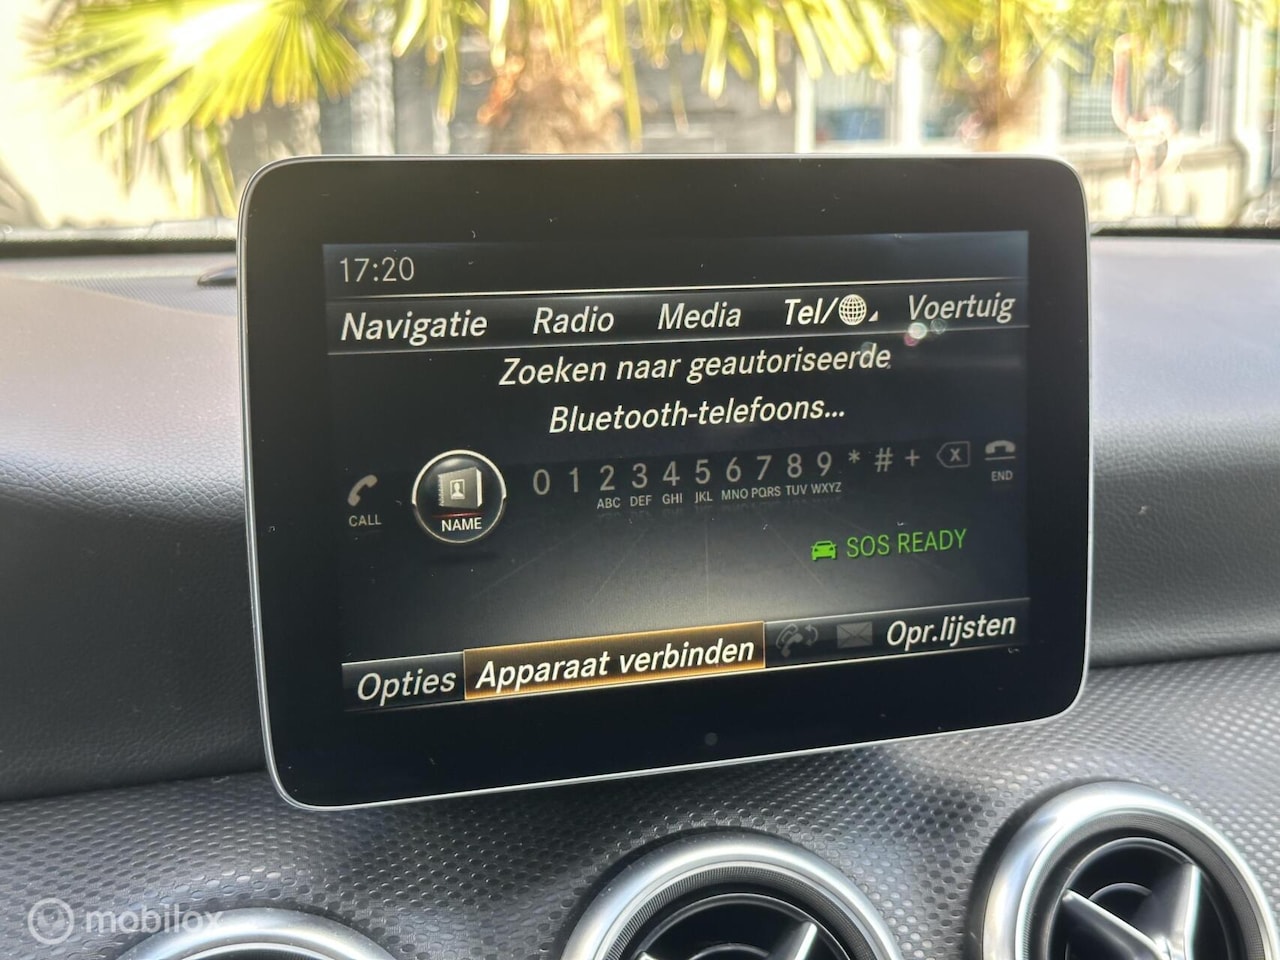 17:20
Navigatie Radio Media Tel/ Voertuig
Zoeken naar geautoriseerde
Bluetooth-telefoons...
0 1 2 3 4 5 6 7 8 9 * # + X
ABC DEF GHI JKL MNO PQRS TUV WXYZ
CALL NAME END
SOS READY
Opties Apparaat verbinden Opr.lijsten
mobilox